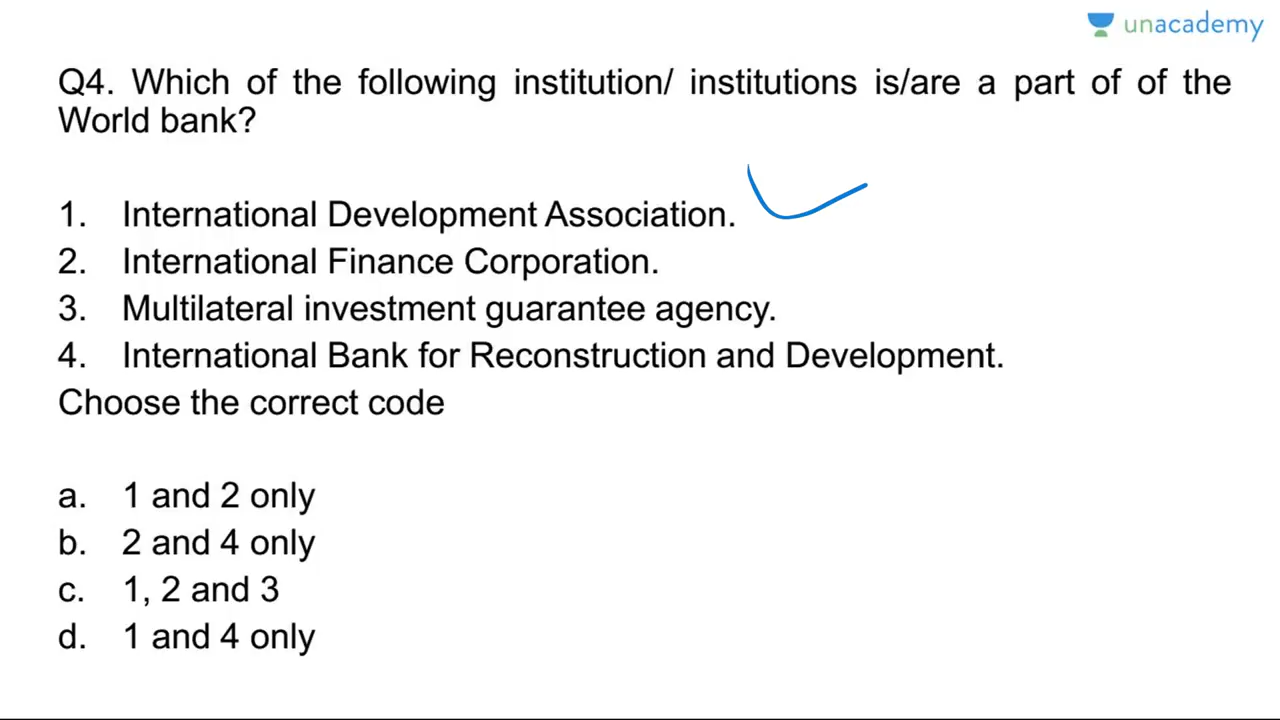 unacademy
Q4. Which of the following institution/ institutions is/are a part of of the
World bank?
1. International Development Association.
2. International Finance Corporation.
3. Multilateral investment guarantee agency.
4. International Bank for Reconstruction and Development.
Choose the correct code
a. 1 and 2 only
b. 2 and 4 only
c. 1, 2 and 3
d. 1 and 4 only